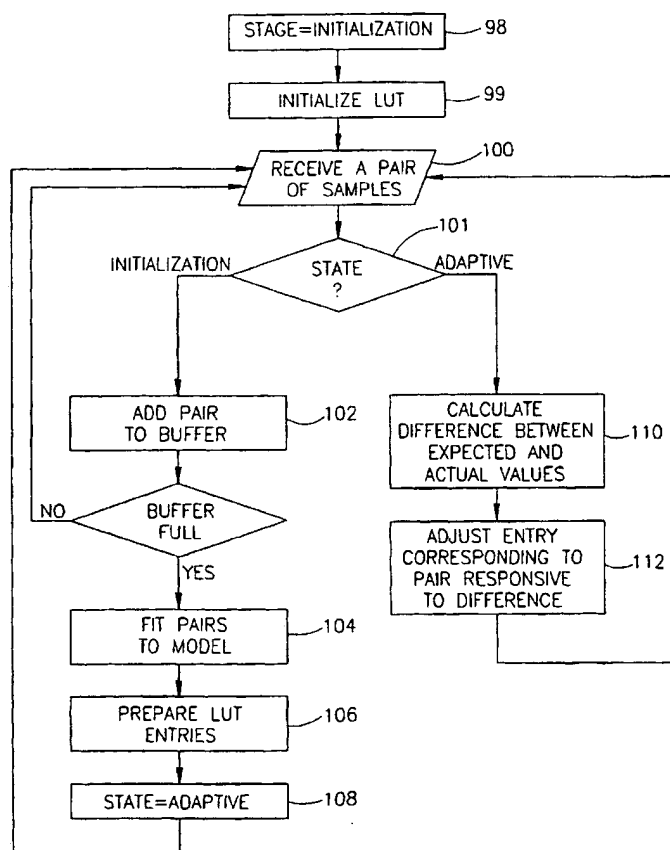 STAGE=INITIALIZATION
98
INITIALIZE LUT
99
RECEIVE A PAIR
OF SAMPLES
100
101
INITIALIZATION
STATE
?
ADAPTIVE
ADD PAIR
TO BUFFER
102
CALCULATE
DIFFERENCE BETWEEN
EXPECTED AND
ACTUAL VALUES
110
NO
BUFFER
FULL
YES
ADJUST ENTRY
CORRESPONDING TO
PAIR RESPONSIVE
TO DIFFERENCE
112
FIT PAIRS
TO MODEL
104
PREPARE LUT
ENTRIES
106
STATE=ADAPTIVE
108